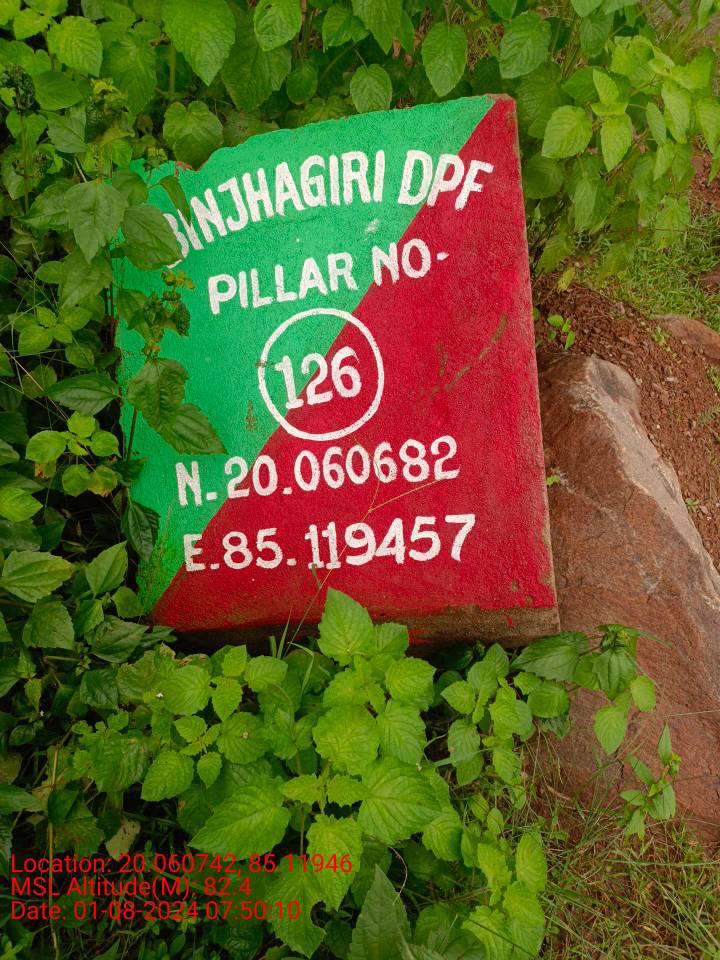 BINJHAGIRI DPF
PILLAR NO-
126
N. 20.060682
E. 85. 119457
Location: 20.060742, 85.11946
MSL Altitude(M): 82.4
Date: 01-08-2024 07:50:10